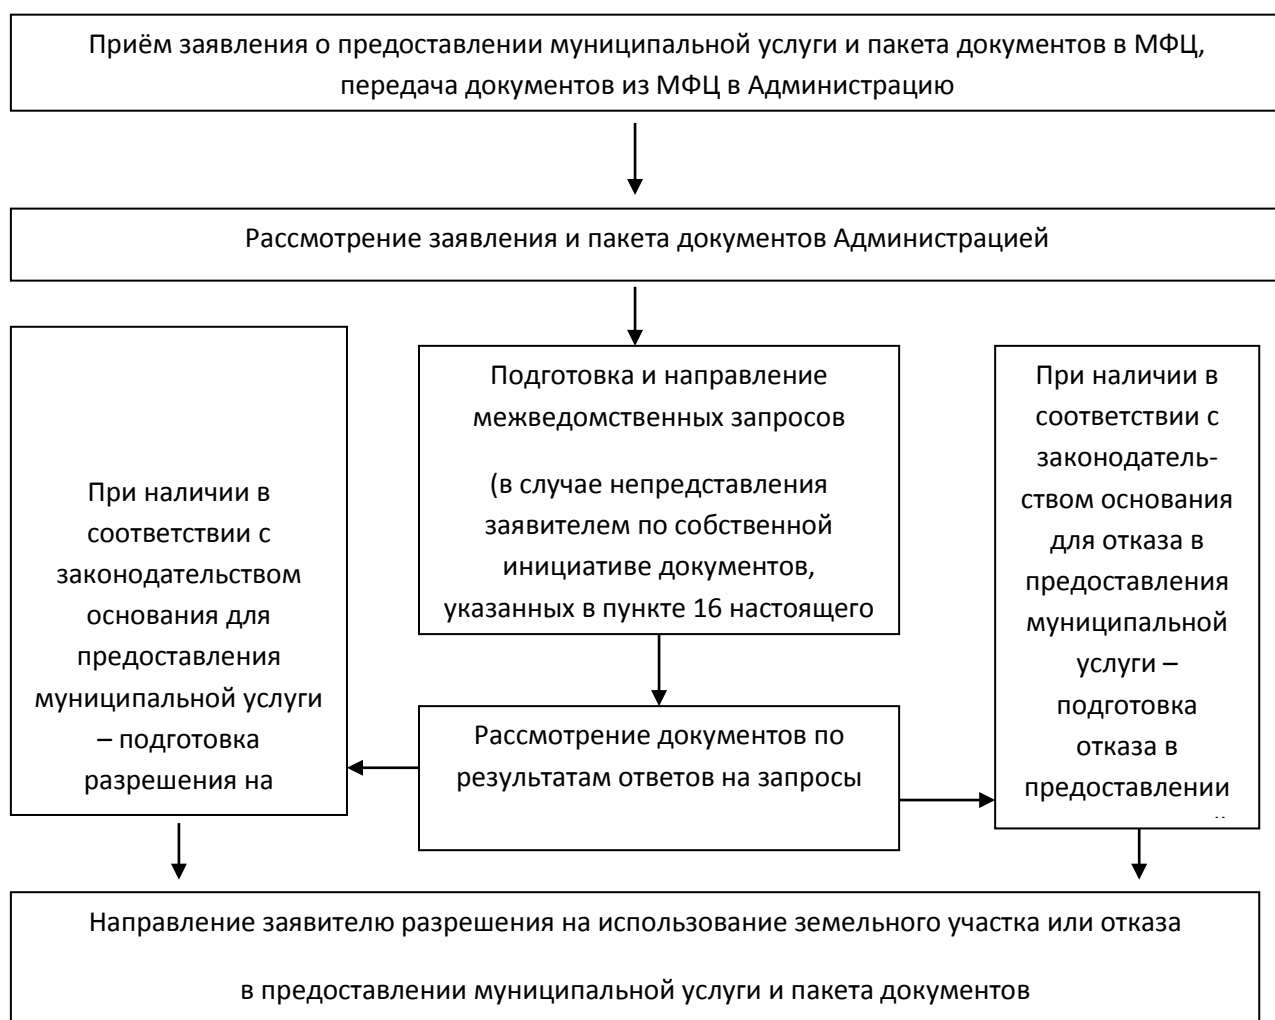 Приём заявления о предоставлении муниципальной услуги и пакета документов в МФЦ,
передача документов из МФЦ в Администрацию
Рассмотрение заявления и пакета документов Администрацией
При наличии в
соответствии с
законодательством
основания для
предоставления
муниципальной услуги
– подготовка
разрешения на
Подготовка и направление
межведомственных запросов
(в случае непредставления
заявителем по собственной
инициативе документов,
указанных в пункте 16 настоящего
Рассмотрение документов по
результатам ответов на запросы
При наличии в
соответствии с
законодатель-
ством основания
для отказа в
предоставления
муниципальной
услуги –
подготовка
отказа в
предоставлении
Направление заявителю разрешения на использование земельного участка или отказа
в предоставлении муниципальной услуги и пакета документов